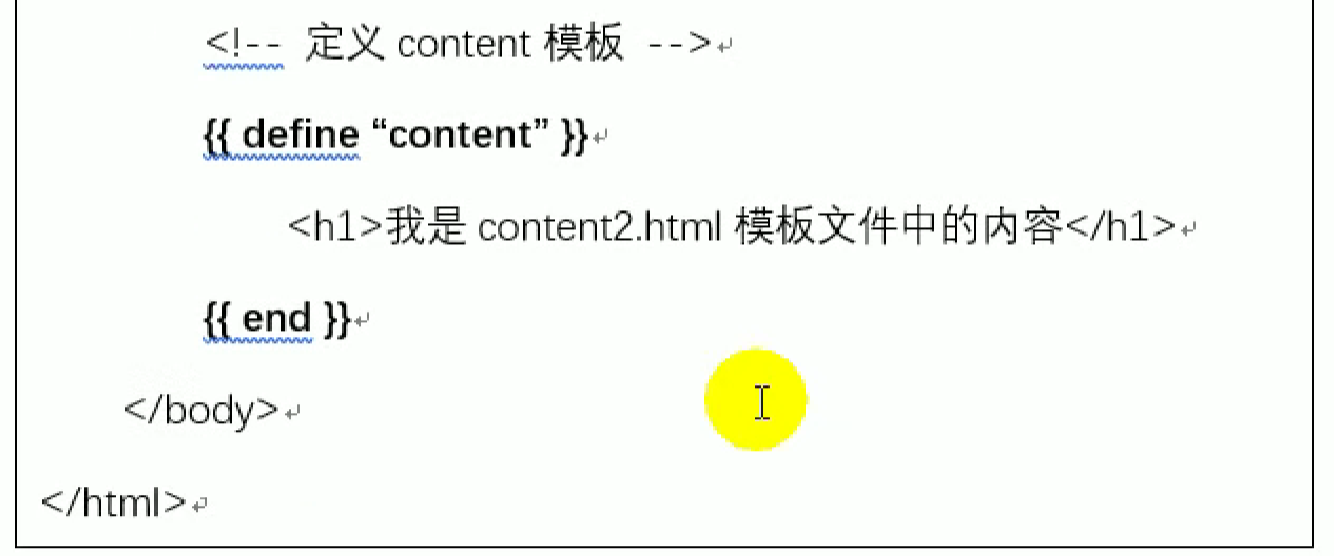 <!-- 定义 content 模板 -->
{{ define “content” }}
<h1>我是 content2.html 模板文件中的内容</h1>
{{ end }}
</body>
</html>